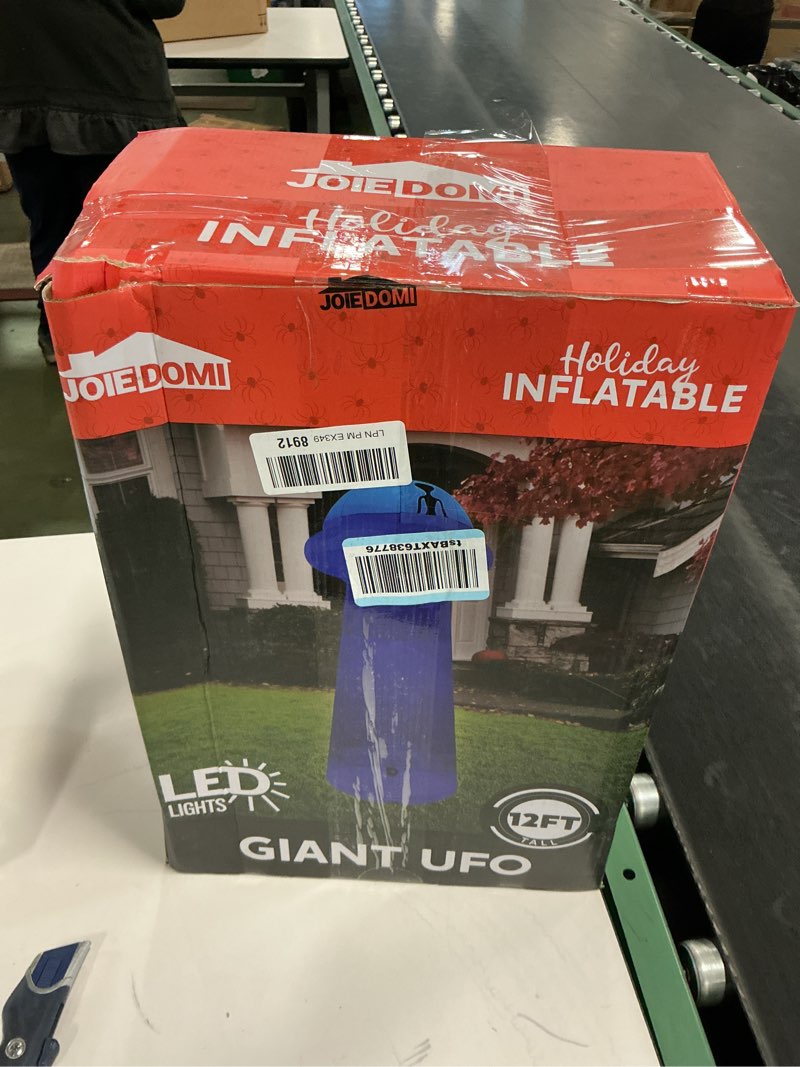 JOIEDOMI
Holiday
INFLATABLE
JOIEDOMI
JOIEDOMI
Holiday
INFLATABLE
LPN PM EX349 8912
tsBAXT638776
LED
LIGHTS
12FT
TALL
GIANT UFO